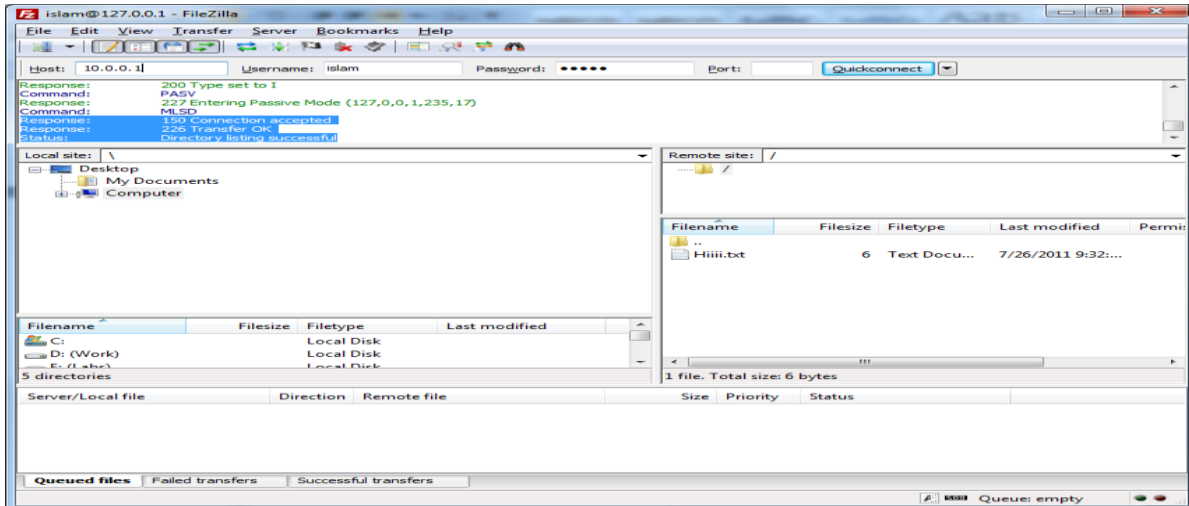 islam@127.0.0.1 - FileZilla
File Edit View Transfer Server Bookmarks Help
Host: 10.0.0.1 Username: islam Password: ●●●●● Port: Quickconnect
Response: 200 Type set to I
Command: PASV
Response: 227 Entering Passive Mode (127,0,0,1,235,17)
Command: MLSD
Response: 150 Connection accepted
Response: 226 Transfer OK
Status: Directory listing successful
Local site: \
Desktop
My Documents
Computer
Filename Filesize Filetype Last modified
C: Local Disk
D: (Work) Local Disk
E: (Labs) Local Disk
5 directories
Remote site: /
/
Filename Filesize Filetype Last modified Permis
..
Hiiii.txt 6 Text Docu... 7/26/2011 9:32:...
1 file. Total size: 6 bytes
Server/Local file Direction Remote file Size Priority Status
Queued files Failed transfers Successful transfers
Queue: empty